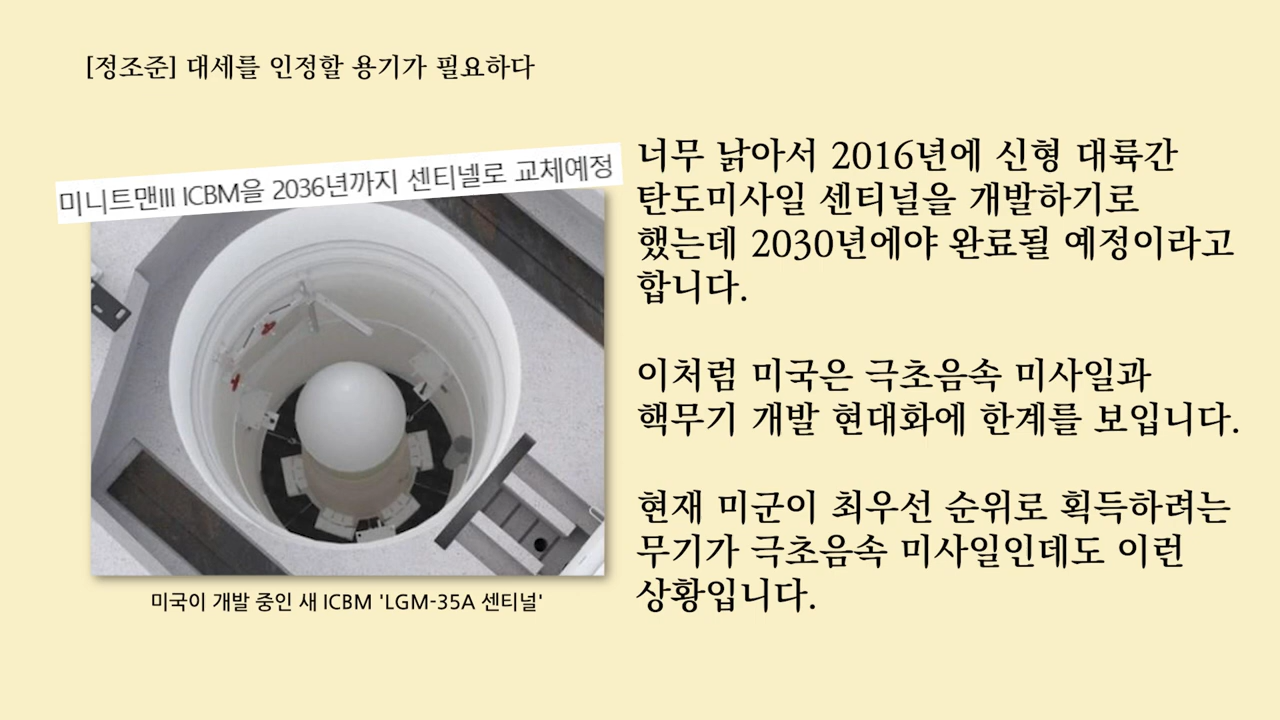 [정조준] 대세를 인정할 용기가 필요하다
미니트맨III ICBM을 2036년까지 센티넬로 교체예정
미국이 개발 중인 새 ICBM 'LGM-35A 센티널'
너무 낡아서 2016년에 신형 대륙간
탄도미사일 센티널을 개발하기로
했는데 2030년에야 완료될 예정이라고
합니다.
이처럼 미국은 극초음속 미사일과
핵무기 개발 현대화에 한계를 보입니다.
현재 미군이 최우선 순위로 획득하려는
무기가 극초음속 미사일인데도 이런
상황입니다.